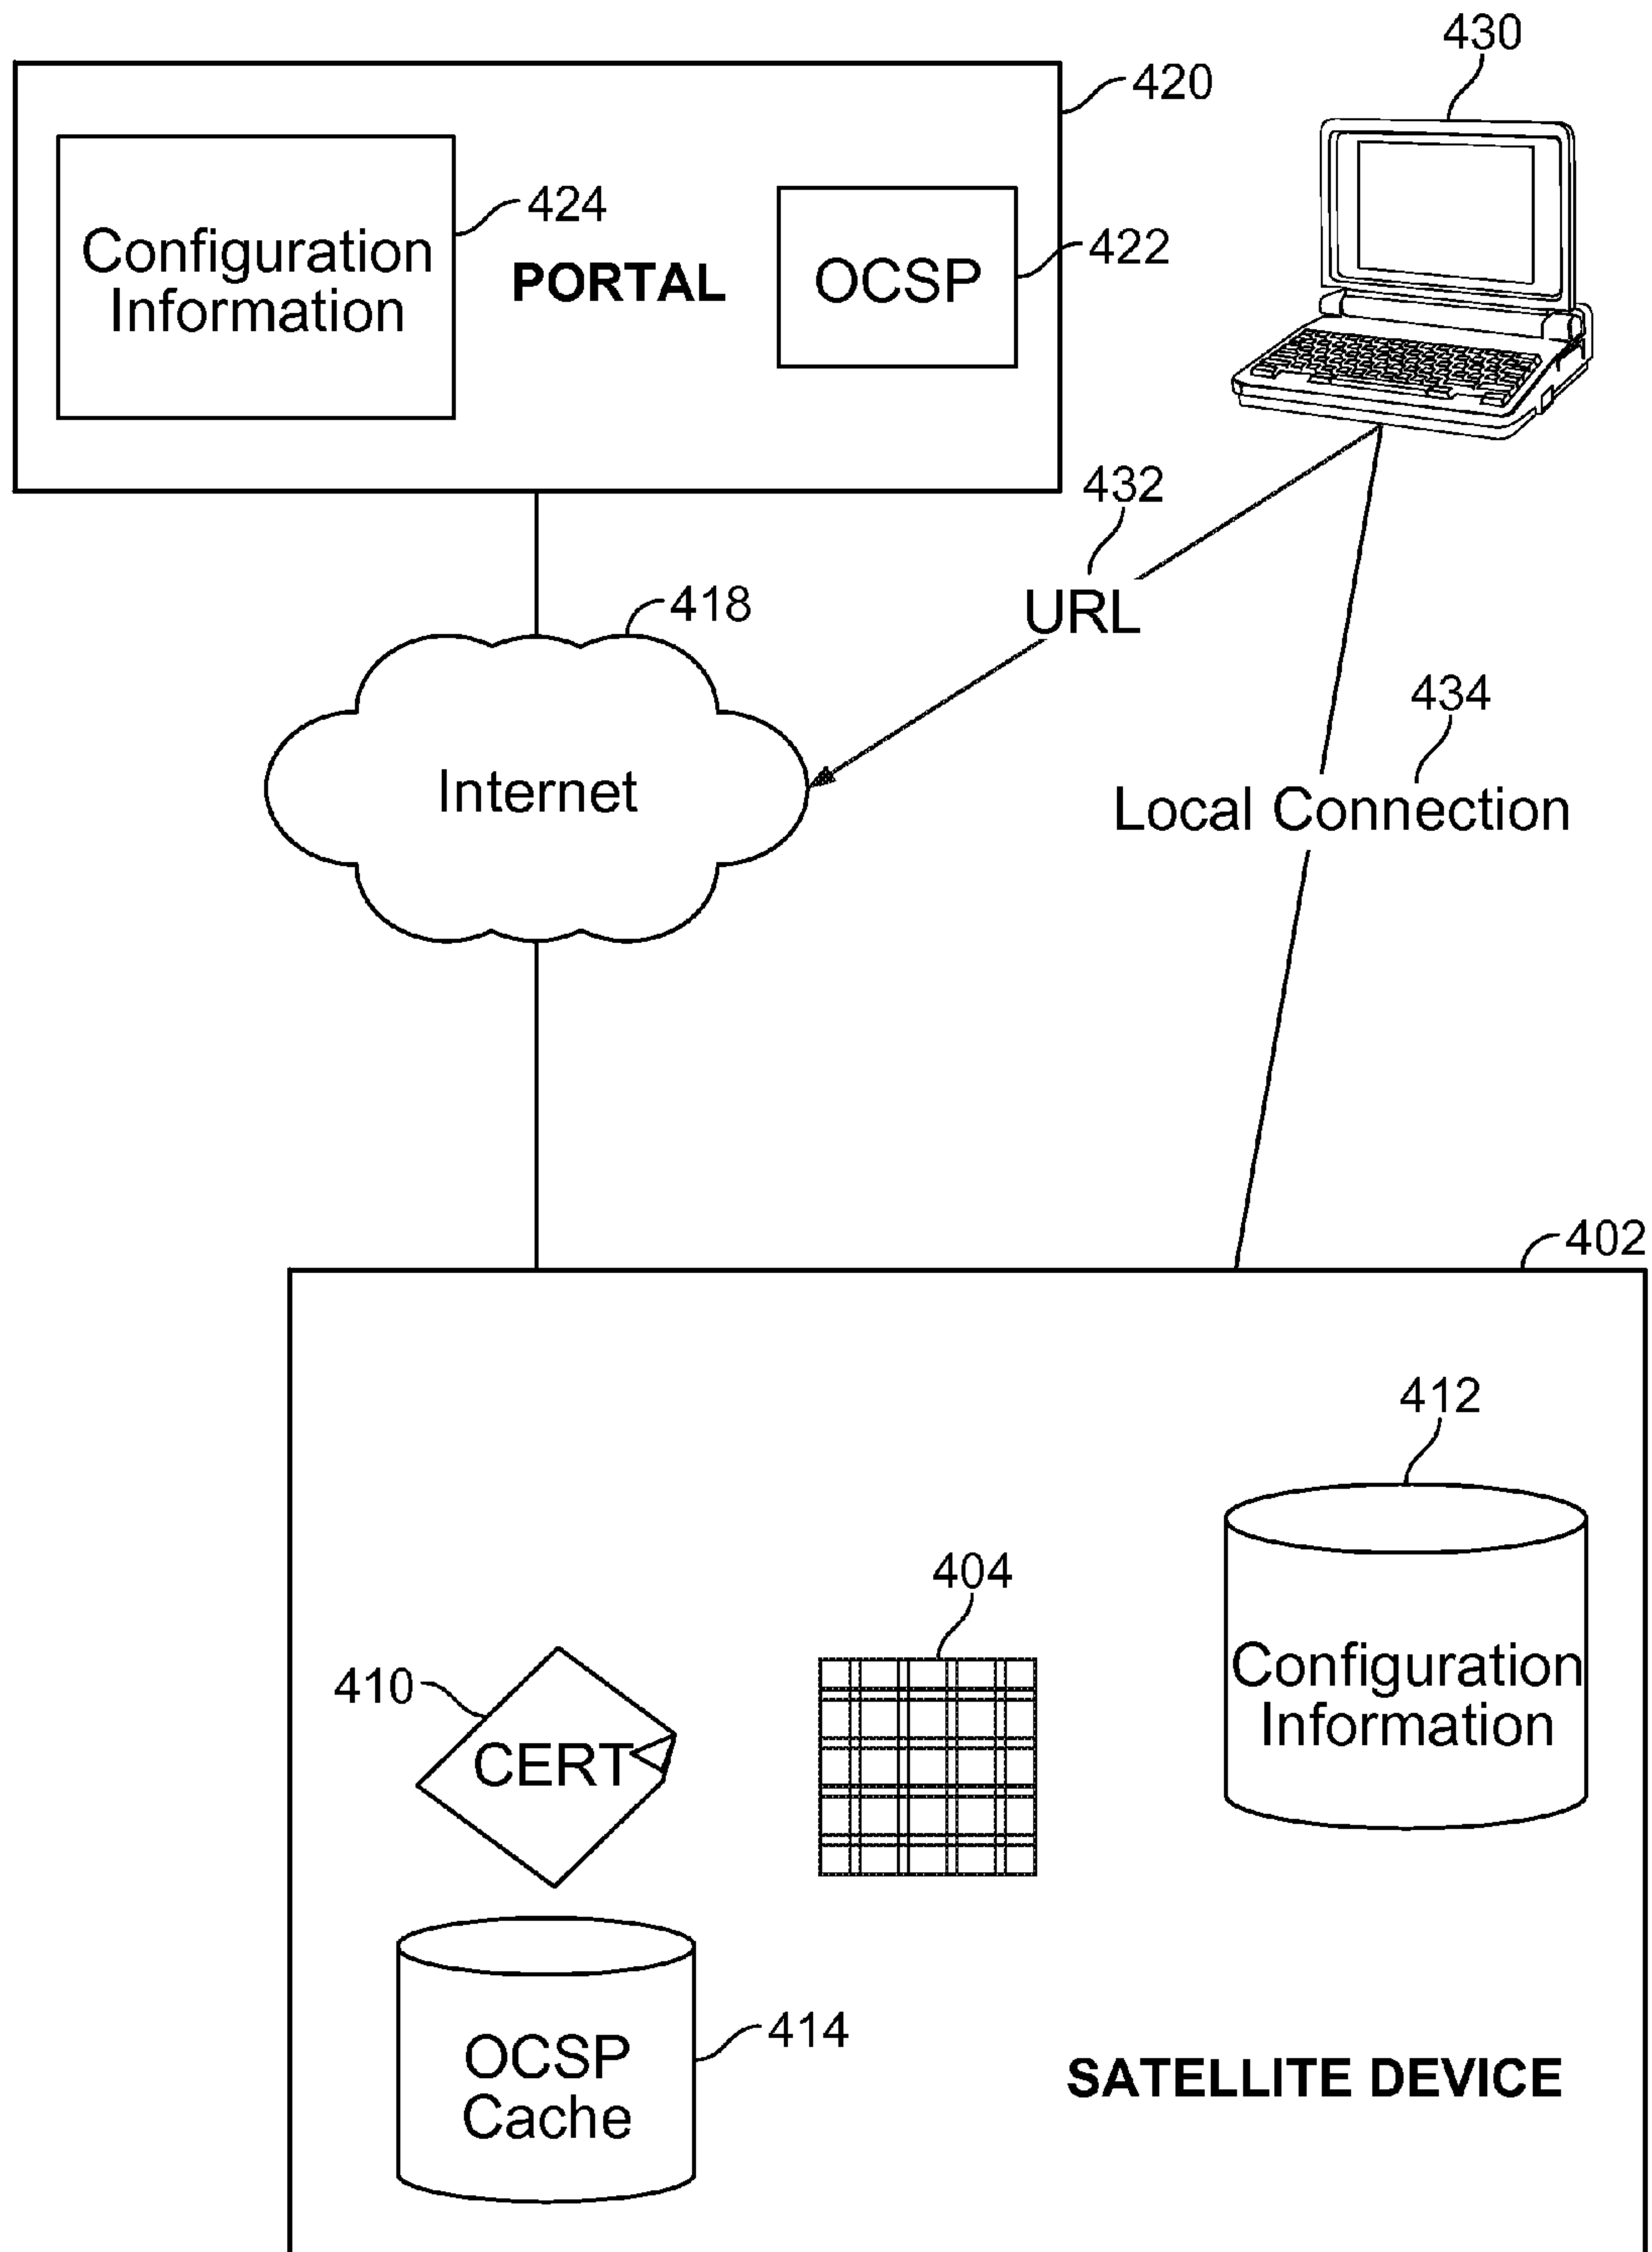 430
420
424
Configuration
Information
PORTAL
OCSP
422
432
URL
418
Internet
434
Local Connection
402
412
Configuration
Information
404
410
CERT
OCSP
Cache
414
SATELLITE DEVICE